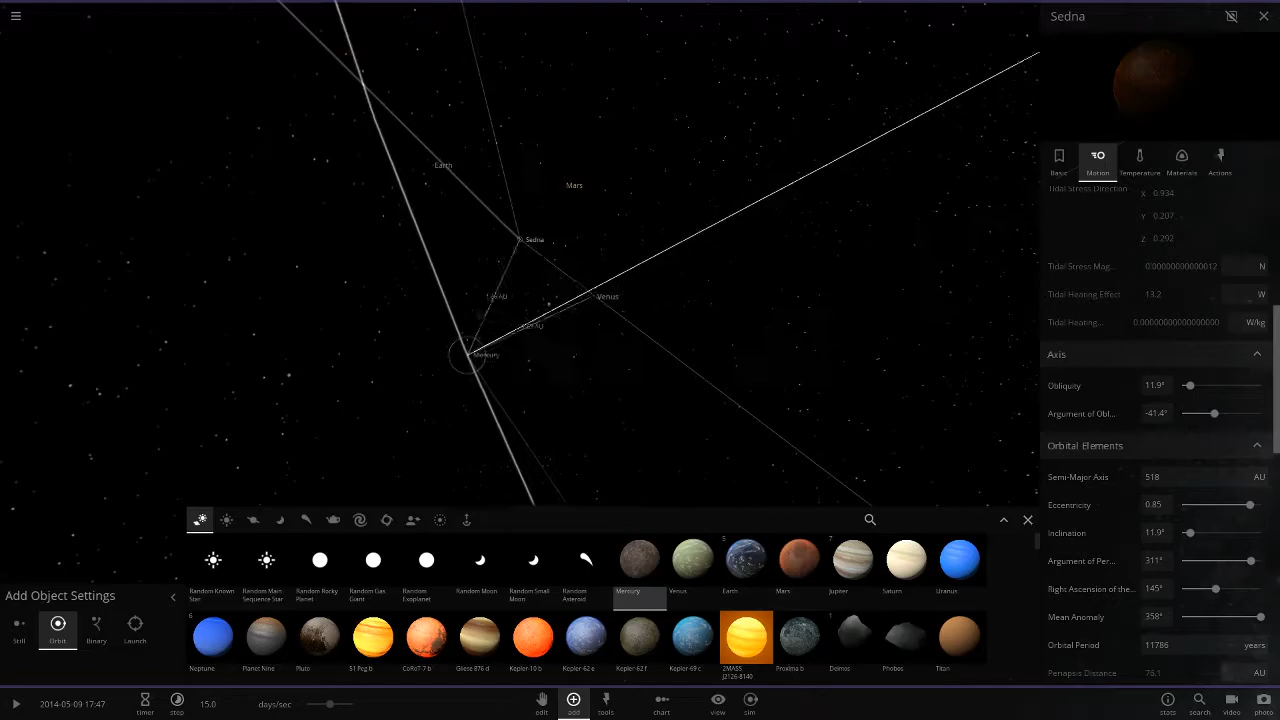 Sedna
Earth
Mars
Sedna
Venus
Mercury
Basic
Motion
Temperature
Materials
Actions
Tidal Stress Direction
X 0.934
Y 0.207
Z 0.292
Tidal Stress Mag... 0.00000000000012 N
Tidal Heating Effect 13.2 W
Tidal Heating... 0.0000000000000000 W/kg
Axis
Obliquity 11.9°
Argument of Obl... -41.4°
Orbital Elements
Semi-Major Axis 518 AU
Eccentricity 0.85
Inclination 11.9°
Argument of Per... 311°
Right Ascension of the... 145°
Mean Anomaly 358°
Orbital Period 11786 years
Periapsis Distance 76.1 AU
Add Object Settings
Still
Orbit
Binary
Launch
Random Known Star
Random Main Sequence Star
Random Rocky Planet
Random Gas Giant
Random Exoplanet
Random Moon
Random Small Moon
Random Asteroid
Mercury
Venus
5
Earth
Mars
7
Jupiter
Saturn
Uranus
6
Neptune
Planet Nine
Pluto
51 Peg b
CoRoT-7 b
Gliese 876 d
Kepler-10 b
Kepler-62 e
Kepler-62 f
Kepler-69 c
2MASS J2126-8140
Proxima b
1
Deimos
Phobos
Titan
2014-05-09 17:47
timer
step
15.0 days/sec
edit
add
tools
chart
view
sim
stats
search
video
photo